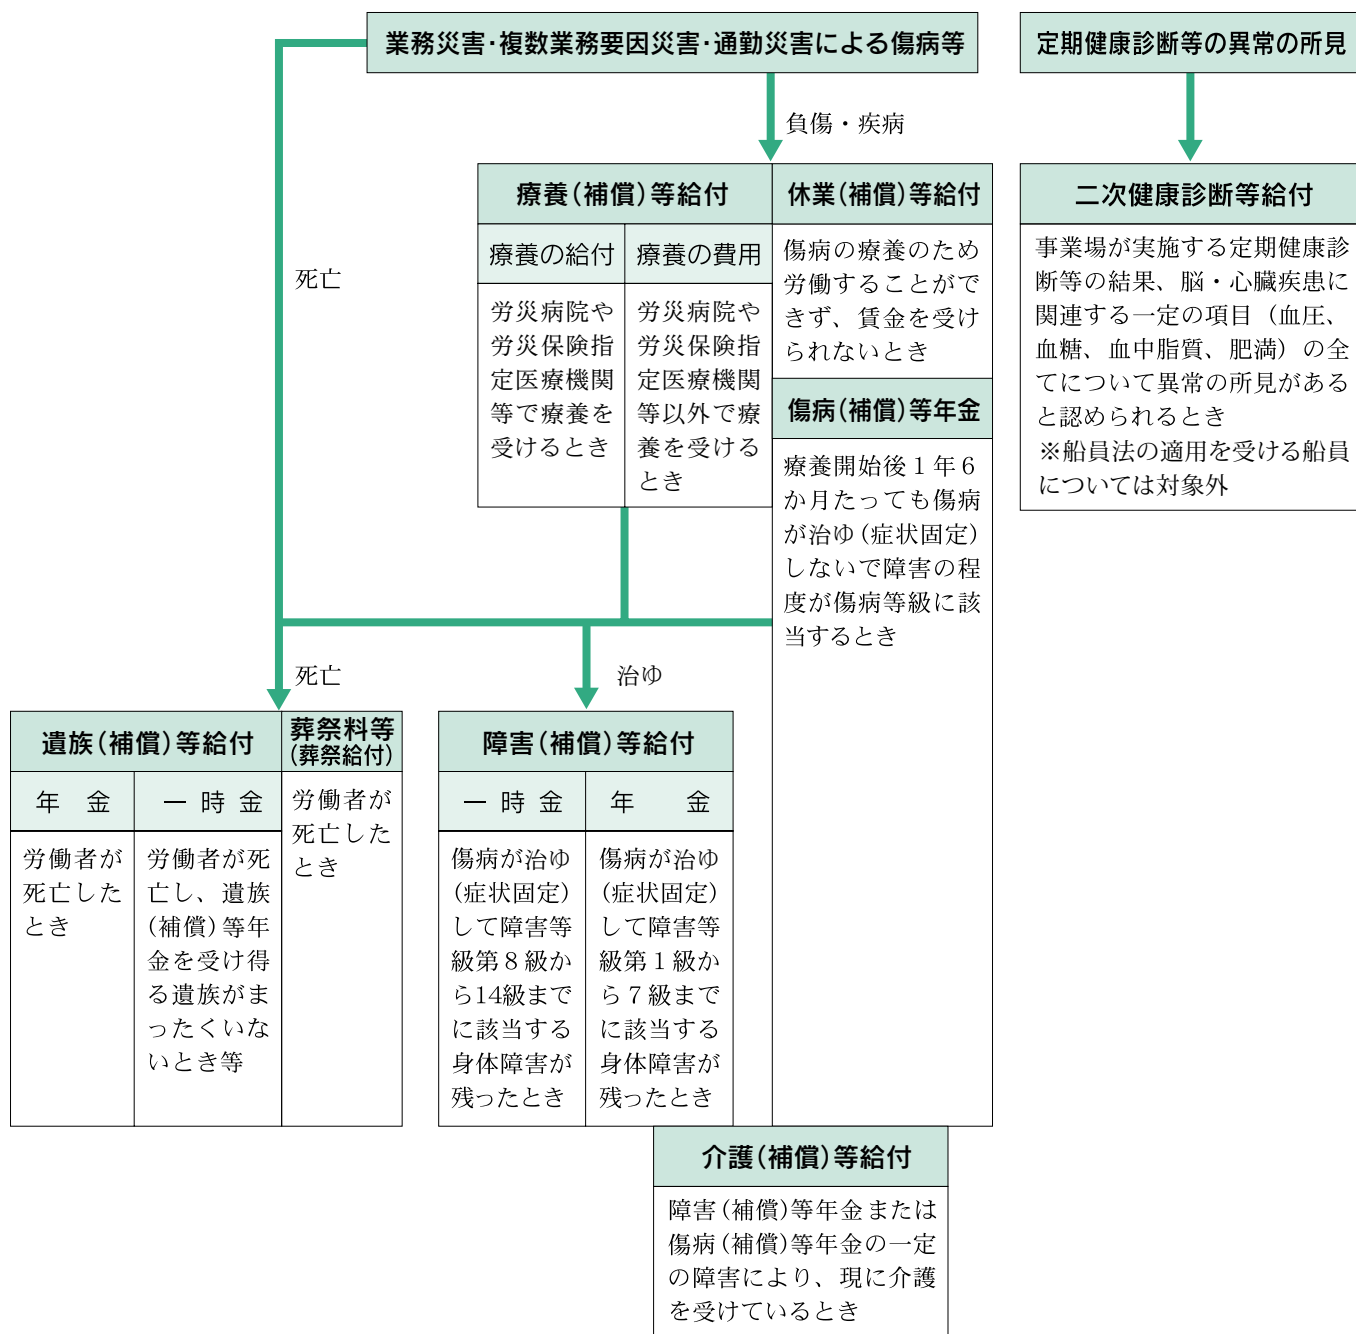 業務災害・複数業務要因災害・通勤災害による傷病等
定期健康診断等の異常の所見
負傷・疾病
死亡
療養(補償)等給付
療養の給付
労災病院や
労災保険指
定医療機関
等で療養を
受けるとき
療養の費用
労災病院や
労災保険指
定医療機関
等以外で療
養を受ける
とき
休業(補償)等給付
傷病の療養のため
労働することがで
きず、賃金を受け
られないとき
傷病(補償)等年金
療養開始後1年6
か月たっても傷病
が治ゆ(症状固定)
しないで障害の程
度が傷病等級に該
当するとき
二次健康診断等給付
事業場が実施する定期健康診
断等の結果、脳・心臓疾患に
関連する一定の項目(血圧、
血糖、血中脂質、肥満)の全
てについて異常の所見がある
と認められるとき
※船員法の適用を受ける船員
については対象外
死亡
治ゆ
遺族(補償)等給付
年金
労働者が
死亡した
とき
一時金
労働者が死
亡し、遺族
(補償)等年
金を受け得
る遺族がま
ったくいな
いとき等
葬祭料等
(葬祭給付)
労働者が
死亡した
とき
障害(補償)等給付
一時金
傷病が治ゆ
(症状固定)
して障害等
級第8級か
ら14級まで
に該当する
身体障害が
残ったとき
年金
傷病が治ゆ
(症状固定)
して障害等
級第1級か
ら7級まで
に該当する
身体障害が
残ったとき
介護(補償)等給付
障害(補償)等年金または
傷病(補償)等年金の一定
の障害により、現に介護
を受けているとき